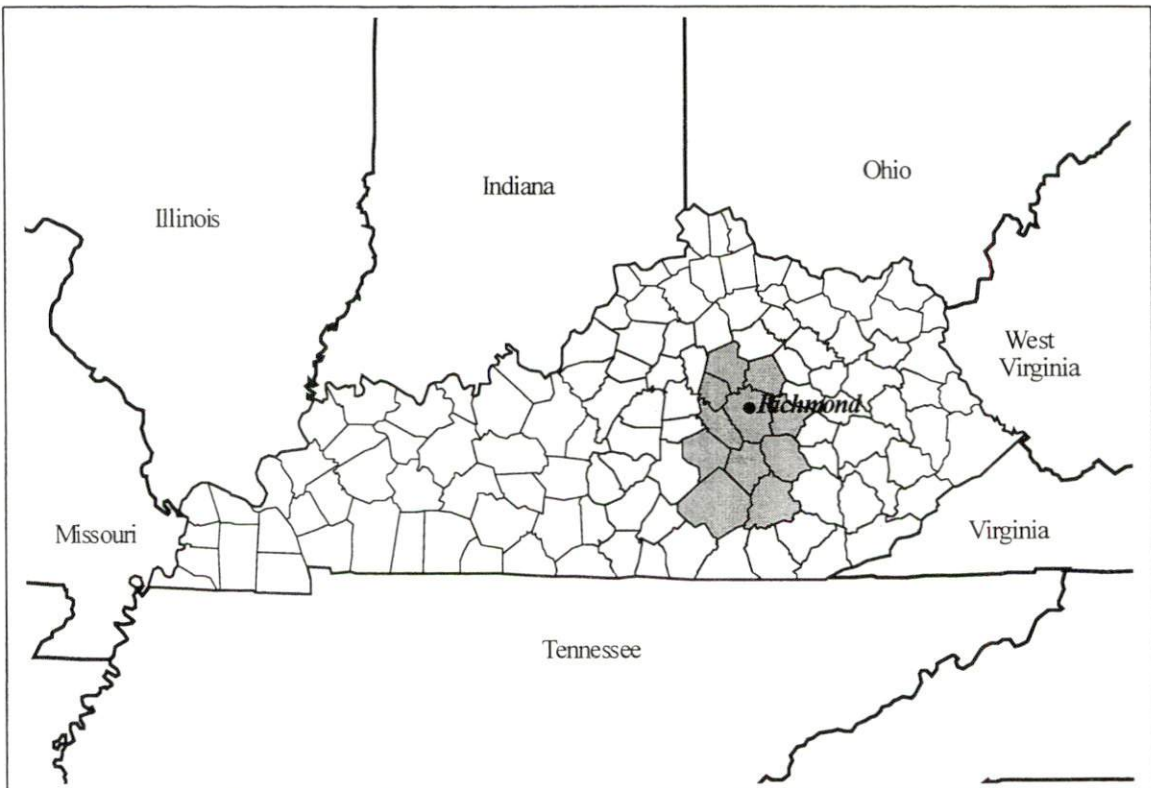 Ohio
Indiana
Illinois
West
Virginia
Richmond
Missouri
Virginia
Tennessee